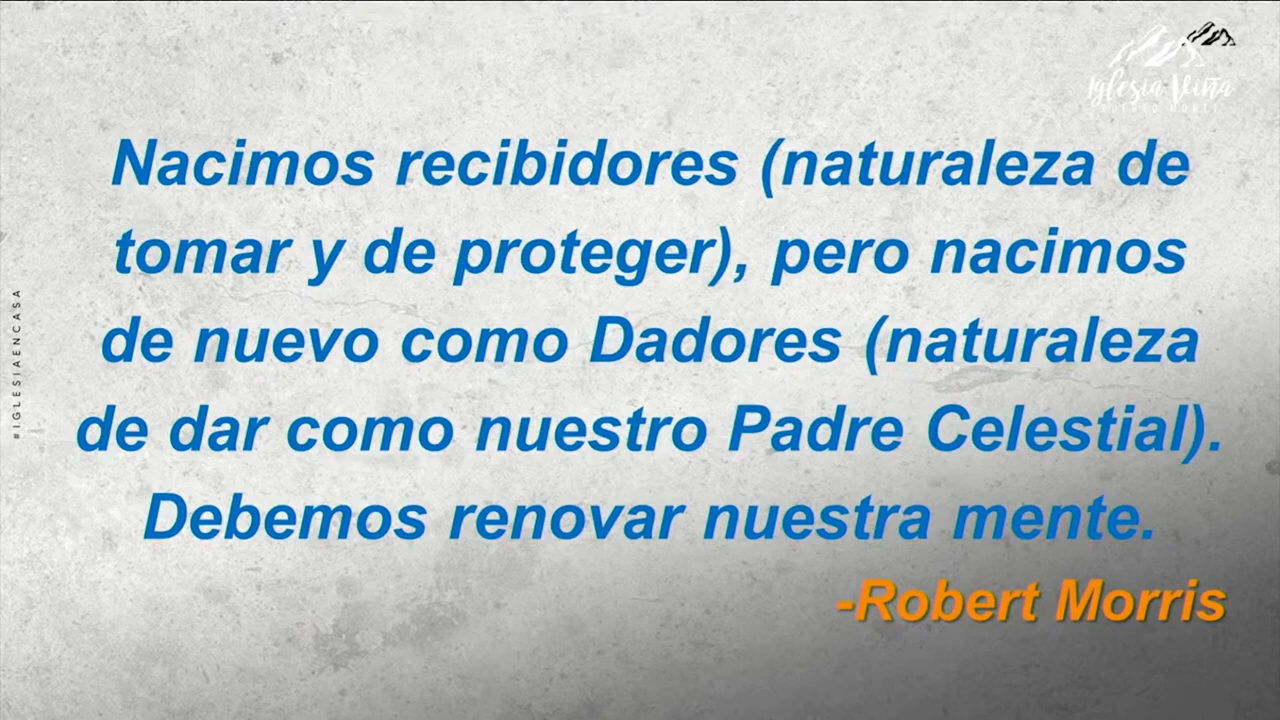 Iglesia Viña
#IGLESIAENCASA
Nacimos recibidores (naturaleza de
tomar y de proteger), pero nacimos
de nuevo como Dadores (naturaleza
de dar como nuestro Padre Celestial).
Debemos renovar nuestra mente.
-Robert Morris